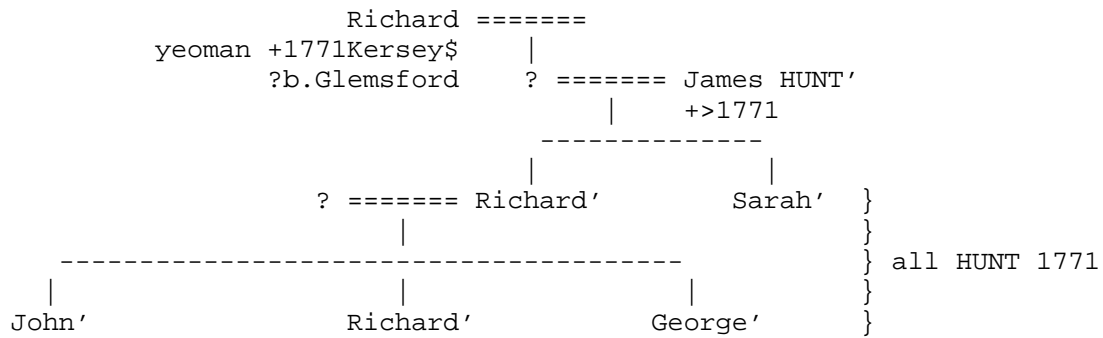 Richard =======
yeoman +1771Kersey$ |
?b.Glemsford ? ======= James HUNT’
| +>1771
--------------
| |
? ======= Richard’ Sarah’ }
| }
--------------------------------------- } all HUNT 1771
| | | }
John’ Richard’ George’ }